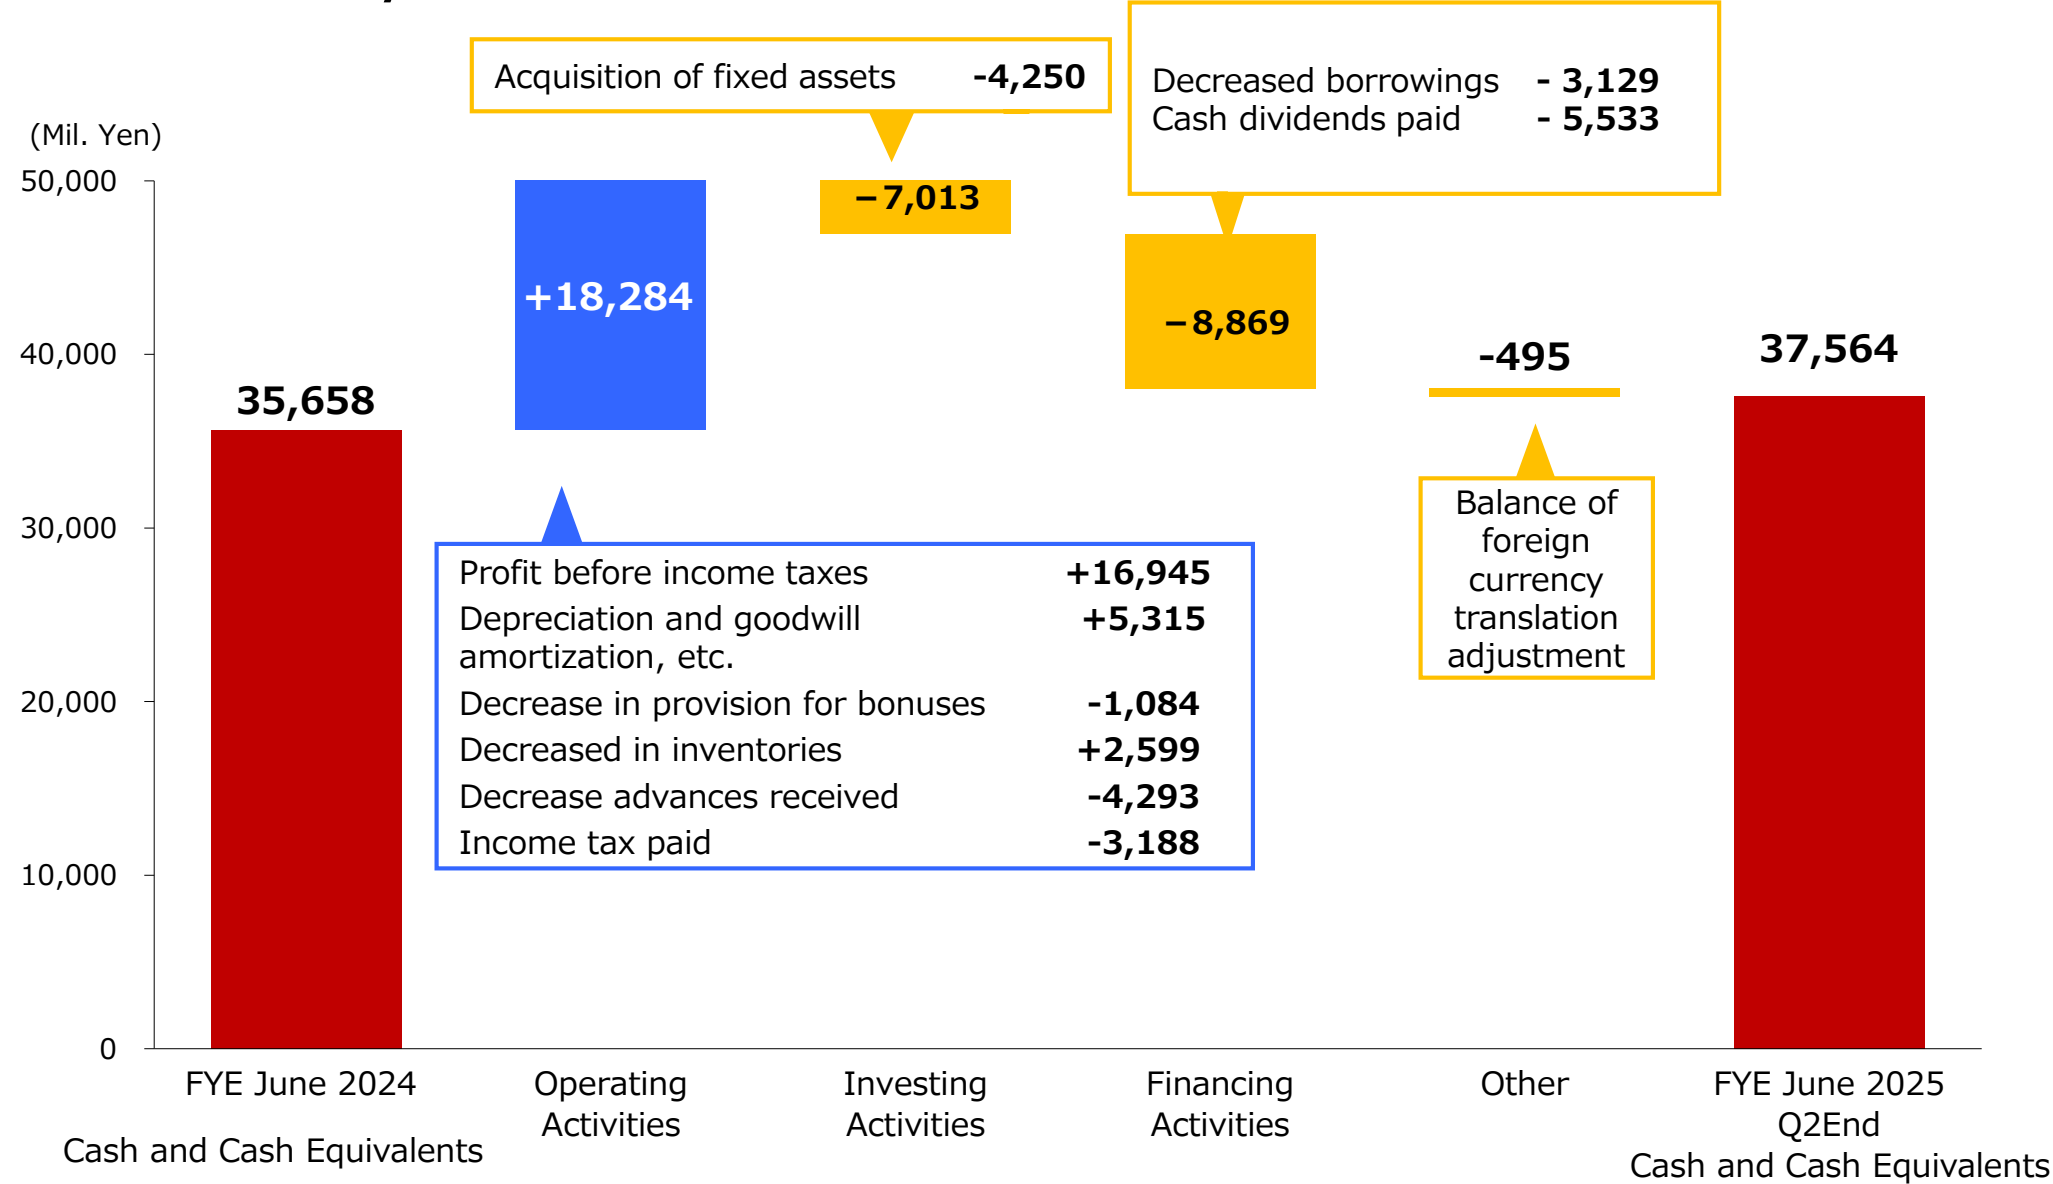 Acquisition of fixed assets -4,250
Decreased borrowings - 3,129
Cash dividends paid - 5,533
(Mil. Yen)
50,000
40,000
30,000
20,000
10,000
0
35,658
+18,284
−7,013
−8,869
-495
37,564
Profit before income taxes +16,945
Depreciation and goodwill +5,315
amortization, etc.
Decrease in provision for bonuses -1,084
Decreased in inventories +2,599
Decrease advances received -4,293
Income tax paid -3,188
Balance of
foreign
currency
translation
adjustment
FYE June 2024
Cash and Cash Equivalents
Operating
Activities
Investing
Activities
Financing
Activities
Other
FYE June 2025
Q2End
Cash and Cash Equivalents